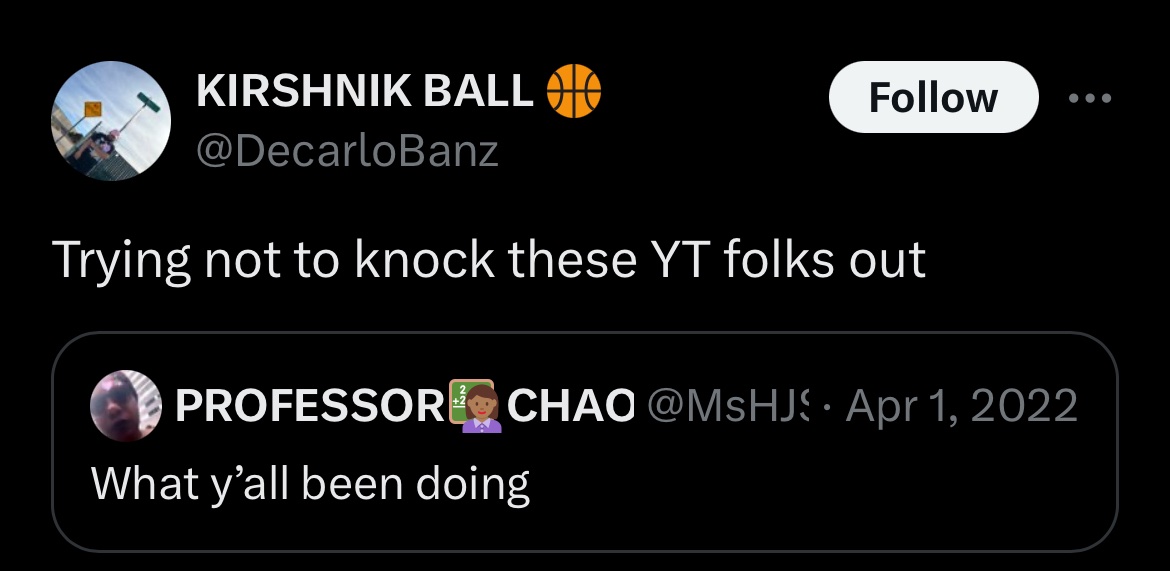 KIRSHNIK BALL 🏀
Follow
@DecarloBanz
Trying not to knock these YT folks out
PROFESSOR👩🏽‍🏫CHAO @MsHJS · Apr 1, 2022
What y’all been doing